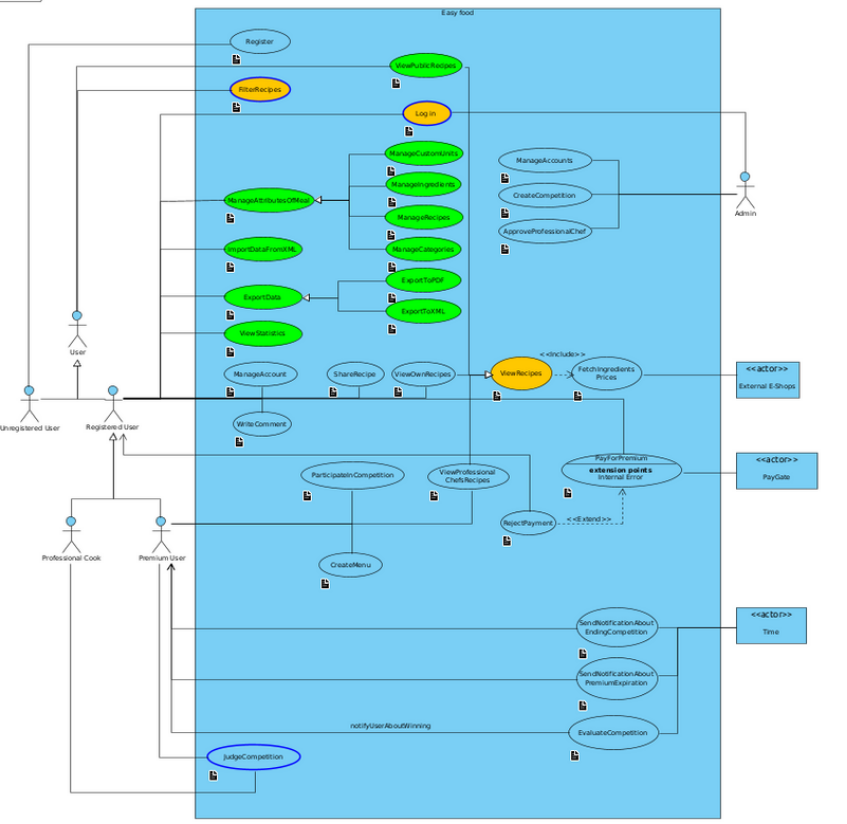 Easy food
Register
ViewPublicRecipes
FilterRecipes
Log in
ManageCustomUnits
ManageAccounts
ManageIngredients
CreateCompetition
ManageAttributesOfMeal
Admin
ManageRecipes
ApproveProfessionalChef
ImportDataFromXML
ManageCategories
ExportToPDF
ExportData
ExportToXML
ViewStatistics
User
<<Include>>
ManageAccount
ShareRecipe
ViewOwnRecipes
ViewRecipes
FetchIngredients
Prices
<<actor>>
External E-Shops
Unregistered User
Registered User
WriteComment
PayForPremium
extension points
Internal Error
<<actor>>
PayGate
ParticipateInCompetition
ViewProfessional
ChefsRecipes
RejectPayment
<<Extend>>
Professional Cook
Premium User
CreateMenu
SendNotificationAbout
EndingCompetition
<<actor>>
Time
SendNotificationAbout
PremiumExpiration
notifyUserAboutWinning
EvaluateCompetition
JudgeCompetition